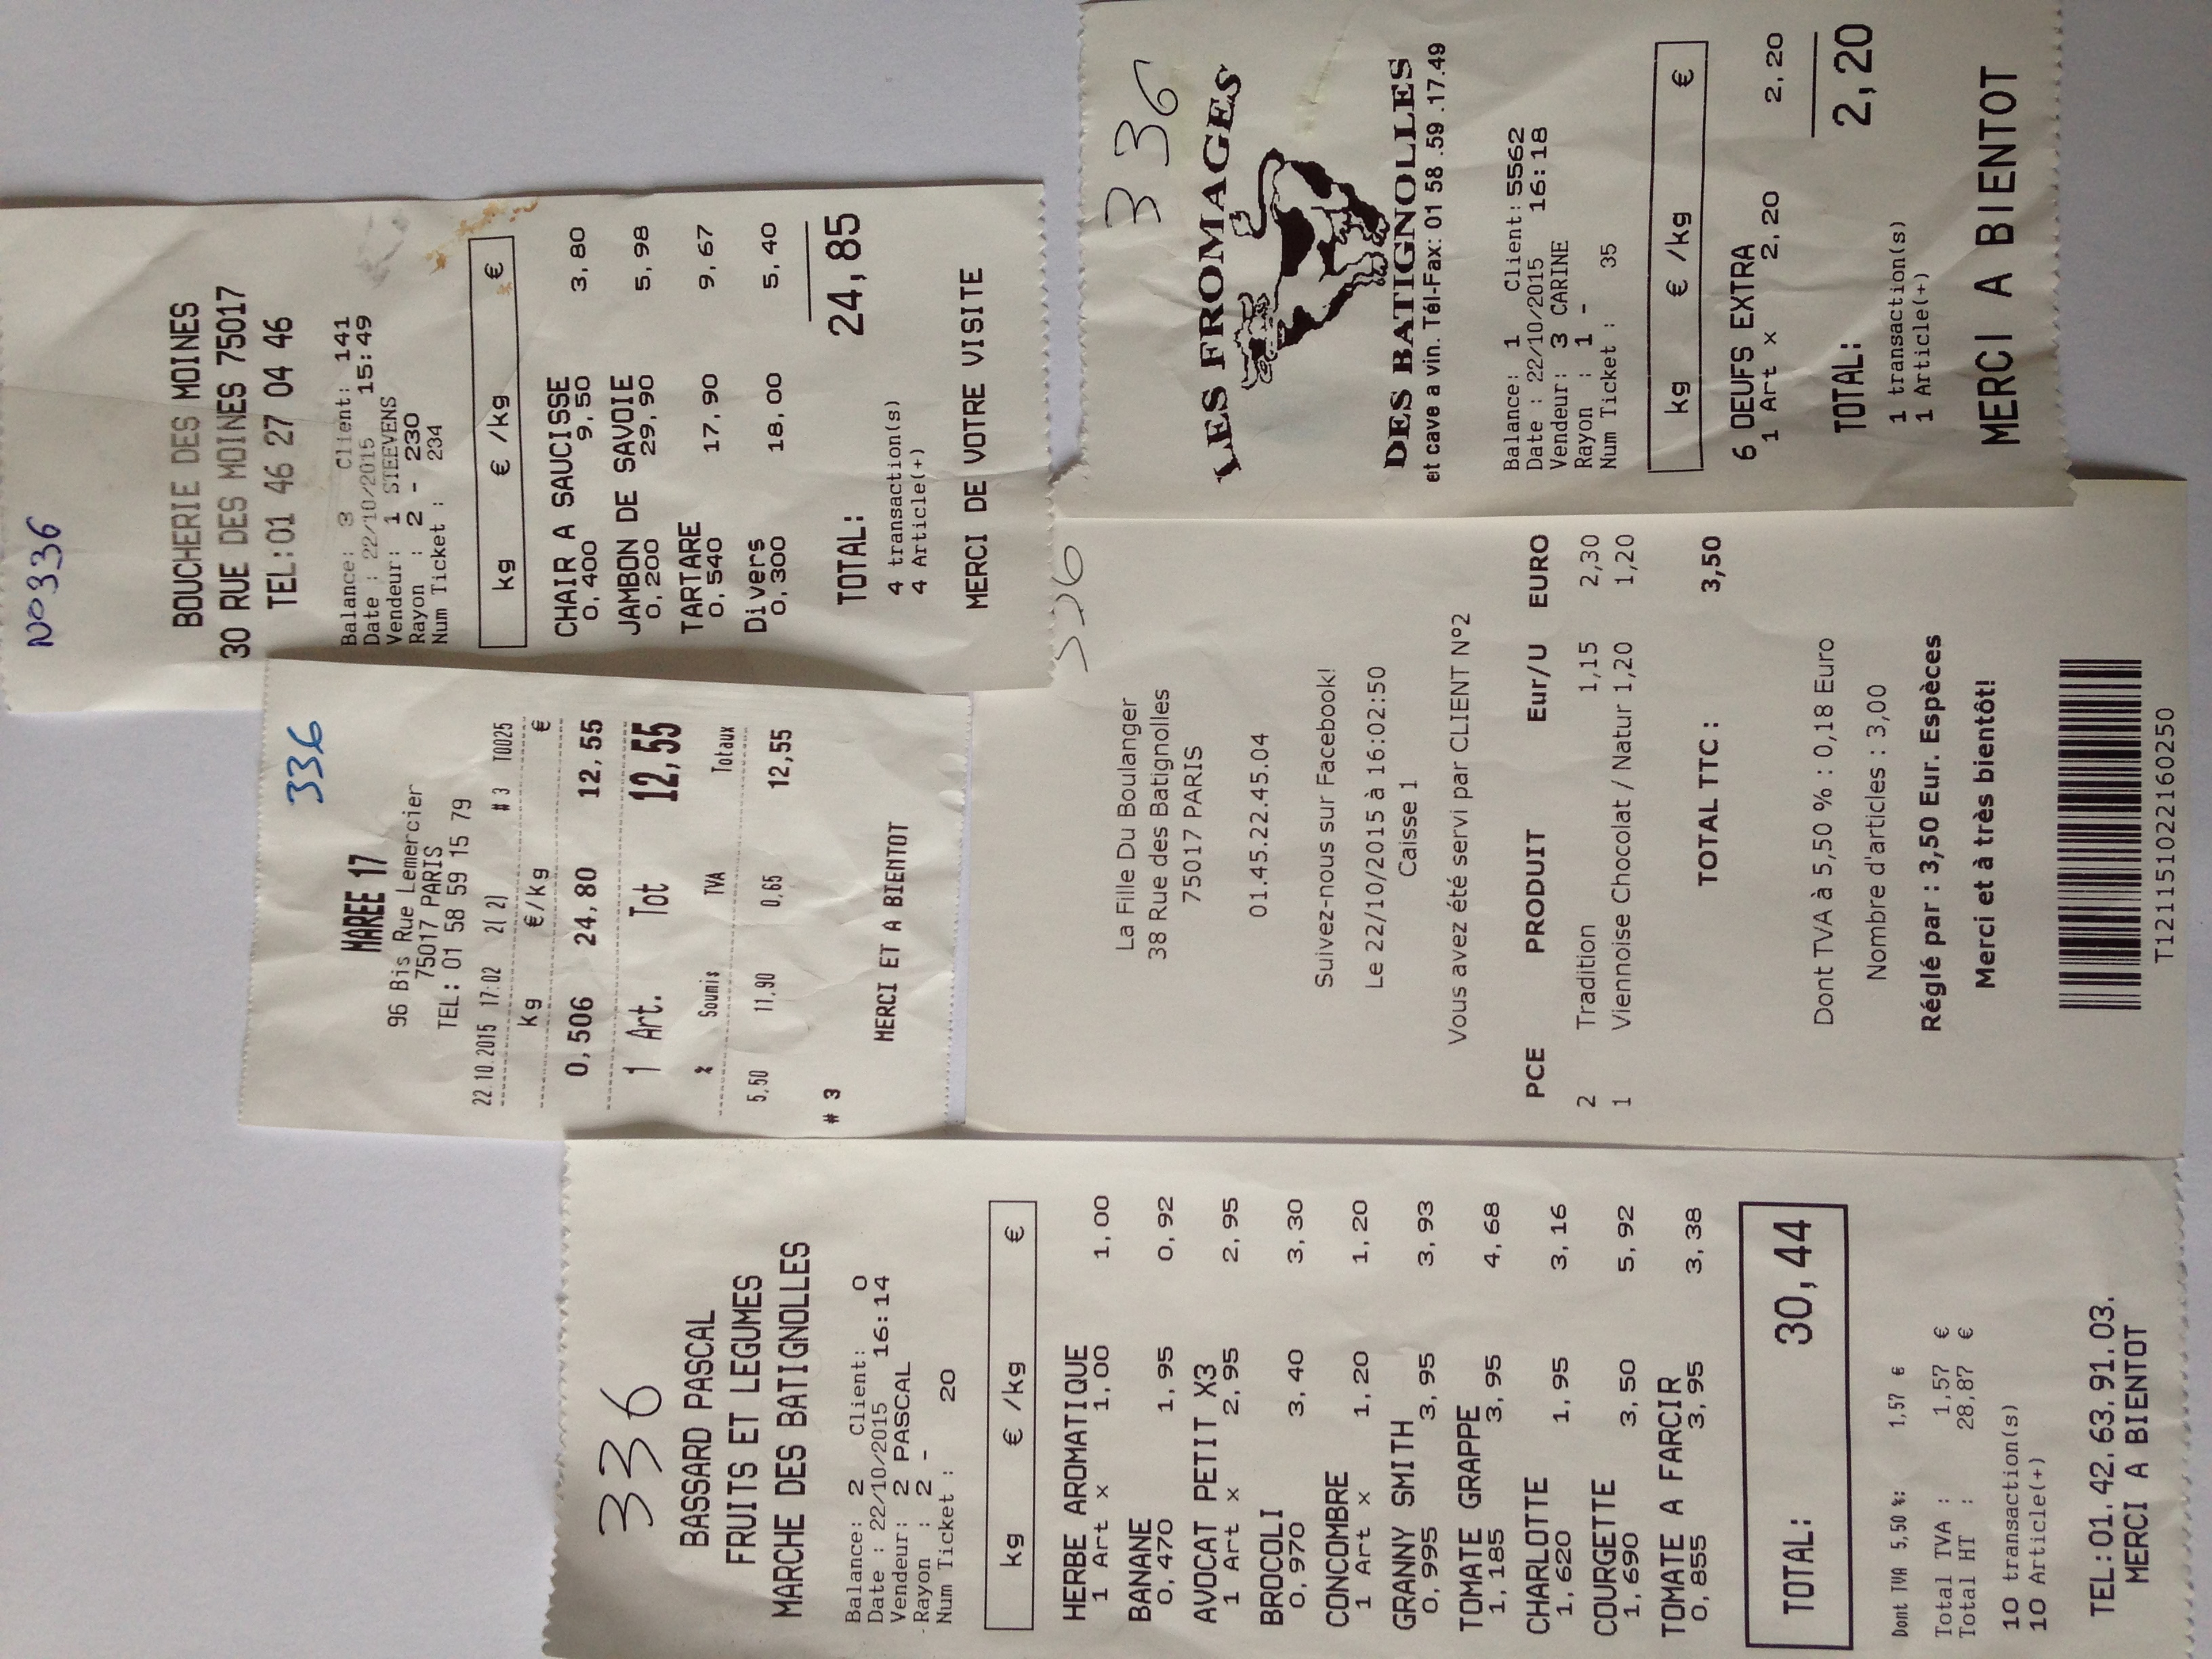 336
BASSARD PASCAL
FRUITS ET LEGUMES
MARCHE DES BATIGNOLLES
Balance: 2 Client: 0
Date : 22/10/2015 16:14
Vendeur: 2 PASCAL
Rayon : 2 -
Num Ticket : 20
kg € /kg €
HERBE AROMATIQUE
1 Art x 1,00 1,00
BANANE
0,470 1,95 0,92
AVOCAT PETIT X3
1 Art x 2,95 2,95
BROCOLI
0,970 3,40 3,30
CONCOMBRE
1 Art x 1,20 1,20
GRANNY SMITH
0,995 3,95 3,93
TOMATE GRAPPE
1,185 3,95 4,68
CHARLOTTE
1,620 1,95 3,16
COURGETTE
1,690 3,50 5,92
TOMATE A FARCIR
0,855 3,95 3,38
TOTAL: 30,44
Dont TVA 5,50 %: 1,57 €
Total TVA : 1,57 €
Total HT : 28,87 €
10 transaction(s)
10 Article(+)
TEL:01.42.63.91.03.
MERCI A BIENTOT
336
MAREE 17
96 Bis Rue Lemercier
75017 PARIS
TEL: 01 58 59 15 79
22.10.2015 17:02 2( 2) # 3 T0025
kg €/kg €
0,506 24,80 12,55
1 Art. Tot 12,55
% Soumis TVA Totaux
5,50 11,90 0,65 12,55
# 3
MERCI ET A BIENTOT
N°336
BOUCHERIE DES MOINES
30 RUE DES MOINES 75017
TEL:01 46 27 04 46
Balance: 3 Client: 141
Date : 22/10/2015 15:49
Vendeur: 1 STEEVENS
Rayon : 2 - 230
Num Ticket : 234
kg € /kg €
CHAIR A SAUCISSE
0,400 9,50 3,80
JAMBON DE SAVOIE
0,200 29,90 5,98
TARTARE
0,540 17,90 9,67
Divers
0,300 18,00 5,40
TOTAL: 24,85
4 transaction(s)
4 Article(+)
MERCI DE VOTRE VISITE
336
La Fille Du Boulanger
38 Rue des Batignolles
75017 PARIS
01.45.22.45.04
Suivez-nous sur Facebook!
Le 22/10/2015 à 16:02:50
Caisse 1
Vous avez été servi par CLIENT N°2
PCE PRODUIT Eur/U EURO
2 Tradition 1,15 2,30
1 Viennoise Chocolat / Natur 1,20 1,20
TOTAL TTC : 3,50
Dont TVA à 5,50 % : 0,18 Euro
Nombre d'articles : 3,00
Réglé par : 3,50 Eur. Espèces
Merci et à très bientôt!
T121151022160250
336
LES FROMAGES
DES BATIGNOLLES
et cave a vin. Tél-Fax: 01 58 .59 .17.49
Balance: 1 Client: 5562
Date : 22/10/2015 16:18
Vendeur: 3 CARINE
Rayon : 1 -
Num Ticket : 35
kg € /kg €
6 OEUFS EXTRA
1 Art x 2,20 2,20
TOTAL: 2,20
1 transaction(s)
1 Article(+)
MERCI A BIENTOT